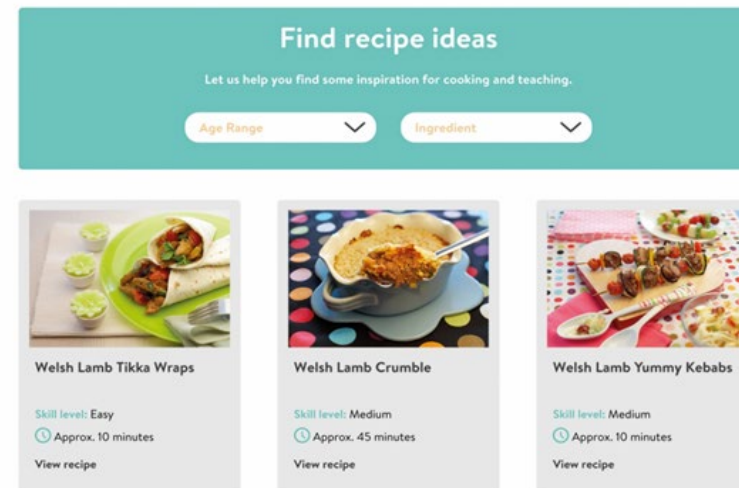 Find recipe ideas
Let us help you find some inspiration for cooking and teaching.
Age Range
Ingredient
Welsh Lamb Tikka Wraps
Skill level: Easy
Approx. 10 minutes
View recipe
Welsh Lamb Crumble
Skill level: Medium
Approx. 45 minutes
View recipe
Welsh Lamb Yummy Kebabs
Skill level: Medium
Approx. 10 minutes
View recipe